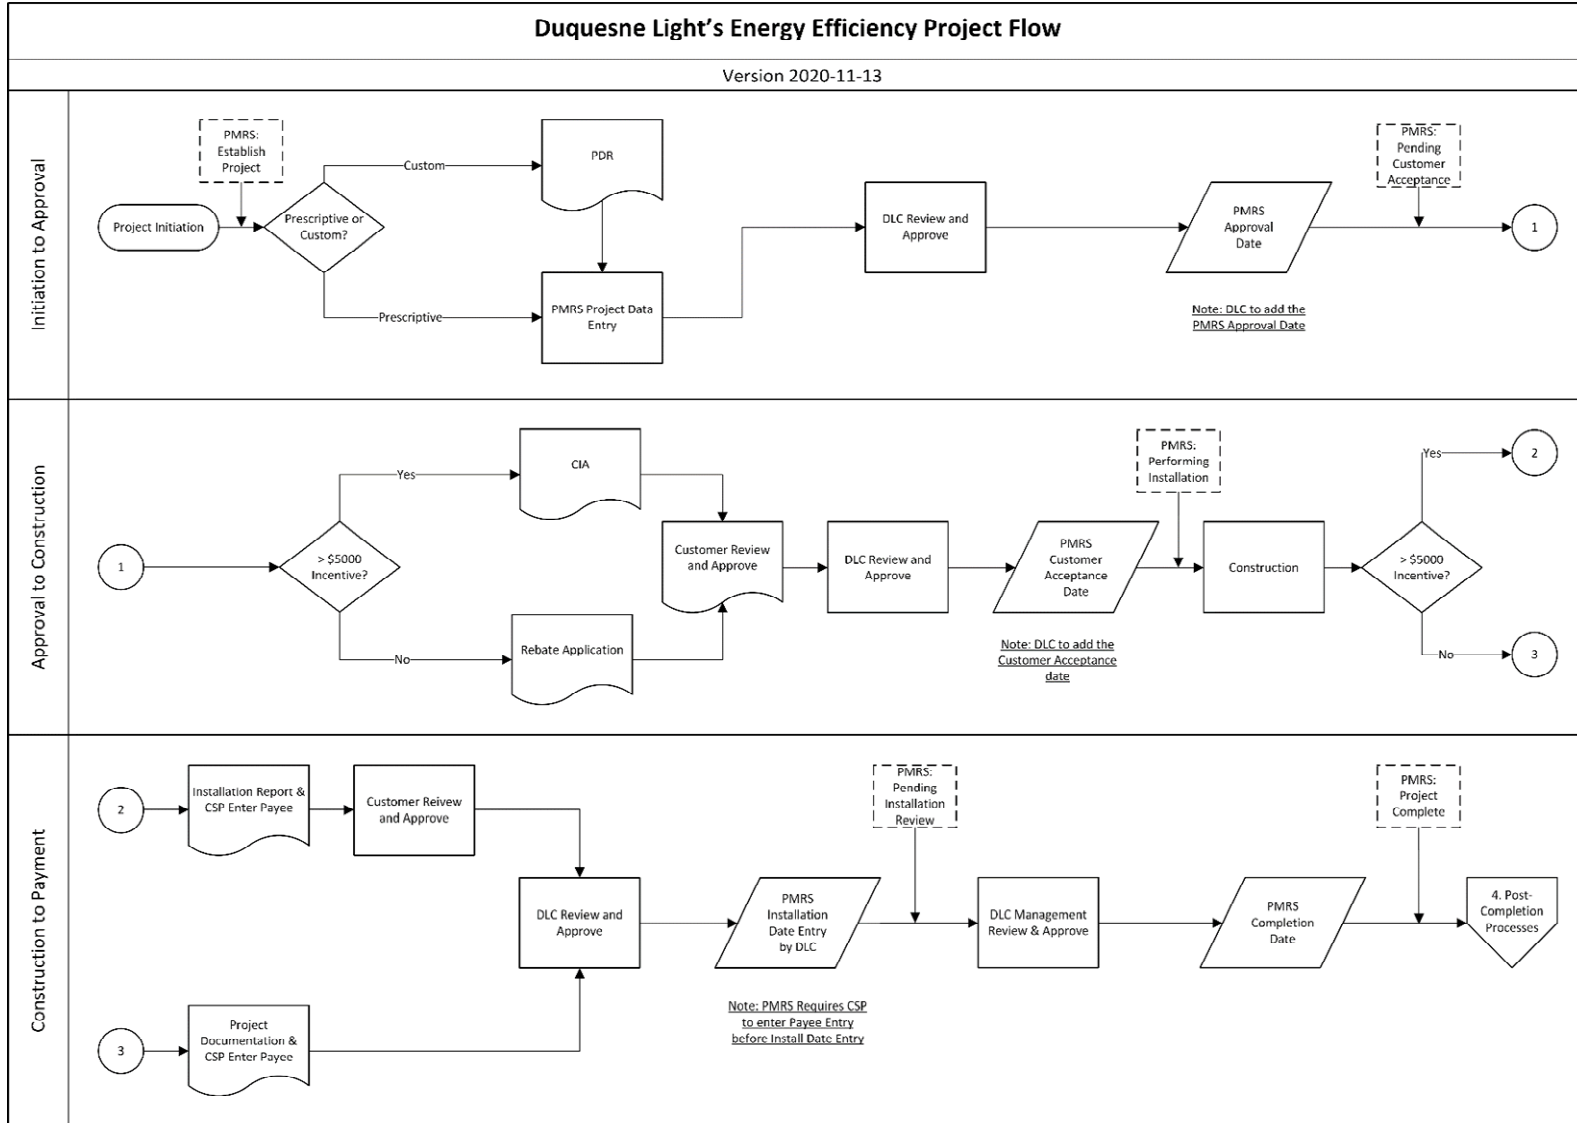 Duquesne Light's Energy Efficiency Project Flow
Version 2020-11-13
Initiation to Approval
PMRS:
Establish
Project
Project Initiation
Prescriptive or
Custom?
Custom
Prescriptive
PDR
PMRS Project Data
Entry
DLC Review and
Approve
PMRS
Approval
Date
Note: DLC to add the
PMRS Approval Date
PMRS:
Pending
Customer
Acceptance
1
Approval to Construction
1
> $5000
Incentive?
Yes
No
CIA
Rebate Application
Customer Review
and Approve
DLC Review and
Approve
PMRS
Customer
Acceptance
Date
Note: DLC to add the
Customer Acceptance
date
PMRS:
Performing
Installation
Construction
> $5000
Incentive?
Yes
No
2
3
Construction to Payment
2
Installation Report &
CSP Enter Payee
Customer Reivew
and Approve
3
Project
Documentation &
CSP Enter Payee
DLC Review and
Approve
PMRS
Installation
Date Entry
by DLC
Note: PMRS Requires CSP
to enter Payee Entry
before Install Date Entry
PMRS:
Pending
Installation
Review
DLC Management
Review & Approve
PMRS
Completion
Date
PMRS:
Project
Complete
4. Post-
Completion
Processes